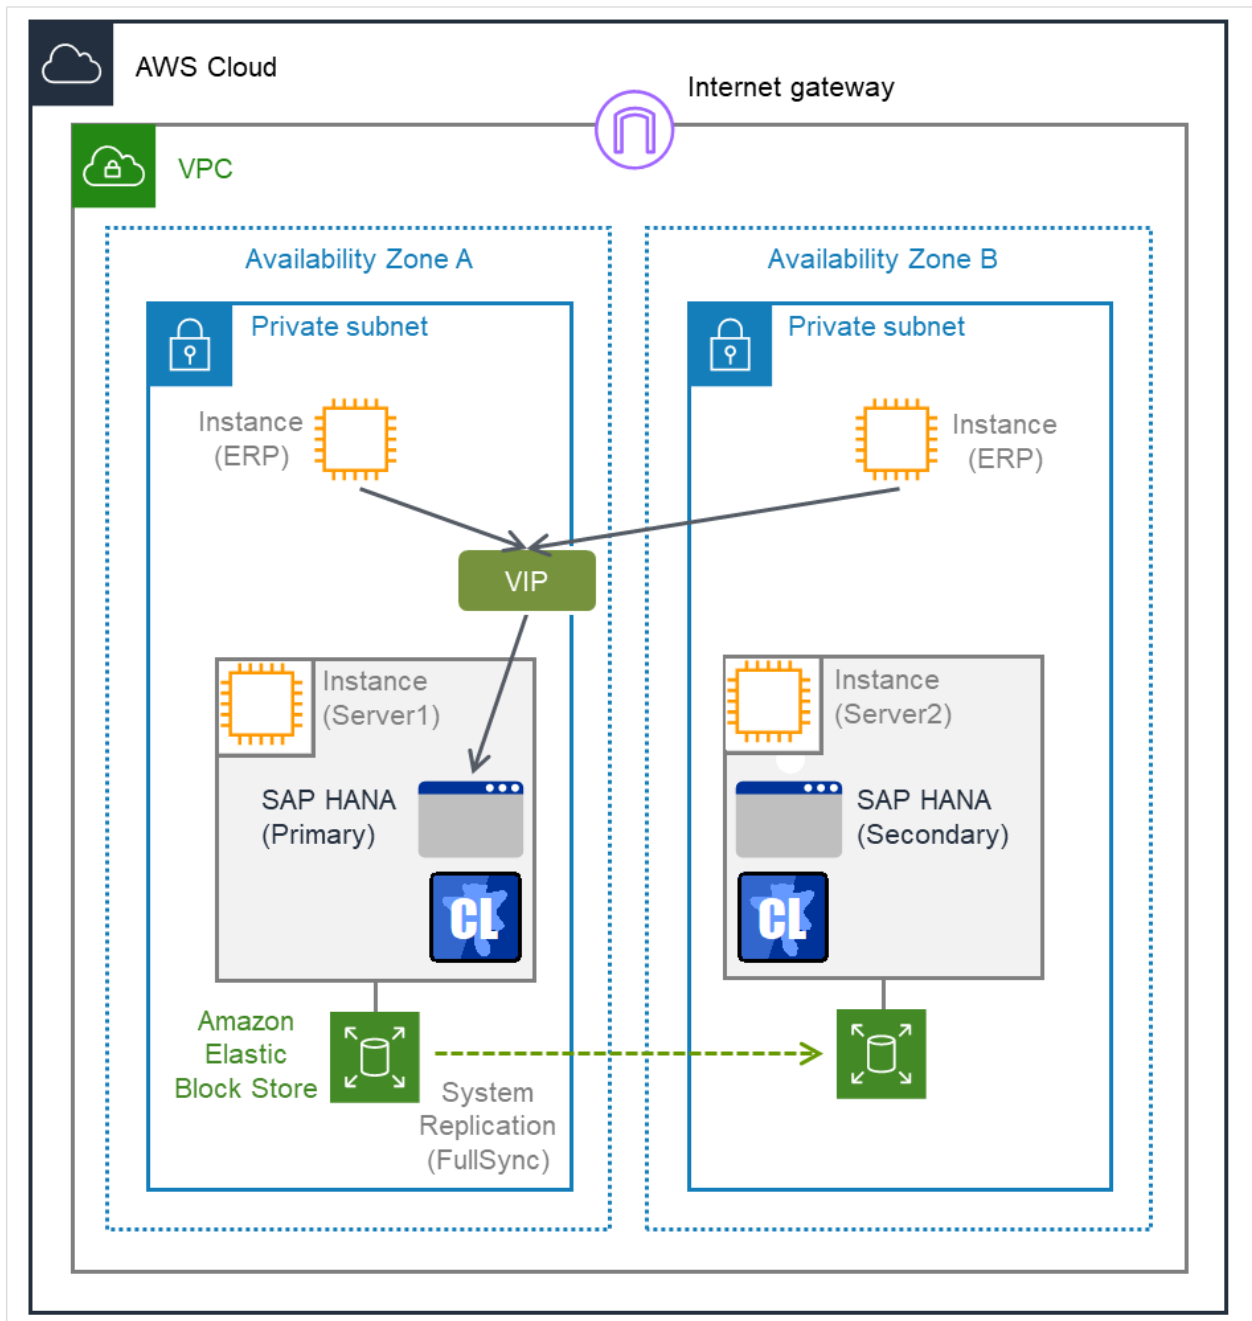 AWS Cloud
Internet gateway
VPC
Availability Zone A
Private subnet
Instance
(ERP)
Availability Zone B
Private subnet
Instance
(ERP)
VIP
Instance
(Server1)
SAP HANA
(Primary)
CL
Instance
(Server2)
SAP HANA
(Secondary)
CL
Amazon
Elastic
Block Store
System
Replication
(FullSync)